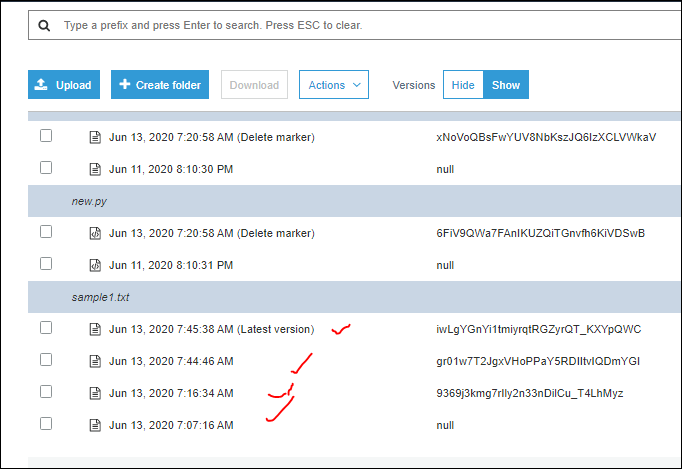 Type a prefix and press Enter to search. Press ESC to clear.
Upload Create folder Download Actions Versions Hide Show
Jun 13, 2020 7:20:58 AM (Delete marker) xNoVoQBsFwYUV8NbKszJQ6IzXCLVWkaV
Jun 11, 2020 8:10:30 PM null
new.py
Jun 13, 2020 7:20:58 AM (Delete marker) 6FiV9QWa7FAnIKUZQiTGnvfh6KiVDSwB
Jun 11, 2020 8:10:31 PM null
sample1.txt
Jun 13, 2020 7:45:38 AM (Latest version) iwLgYGnYi1tmiyrqtRGZyrQT_KXYpQWC
Jun 13, 2020 7:44:46 AM gr01w7T2JgxVHoPPaY5RDIItvIQDmYGI
Jun 13, 2020 7:16:34 AM 9369j3kmg7rIly2n33nDilCu_T4LhMyz
Jun 13, 2020 7:07:16 AM null